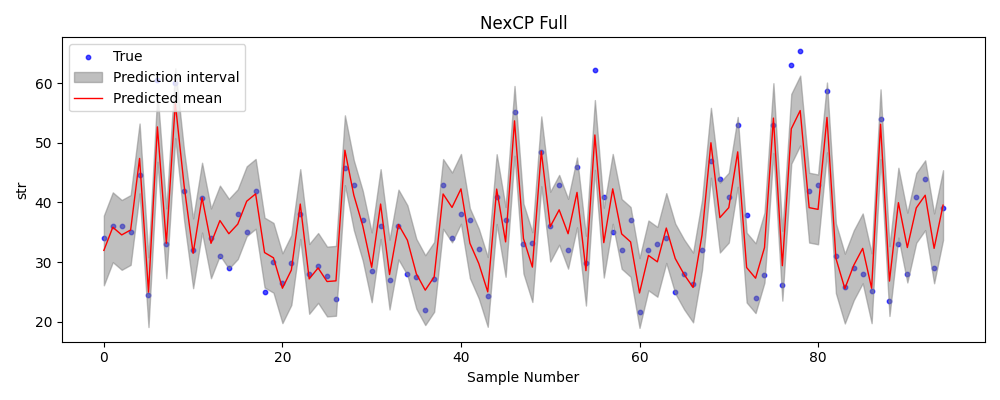 NexCP Full
True
Prediction interval
Predicted mean
str
60
50
40
30
20
0
20
40
60
80
Sample Number